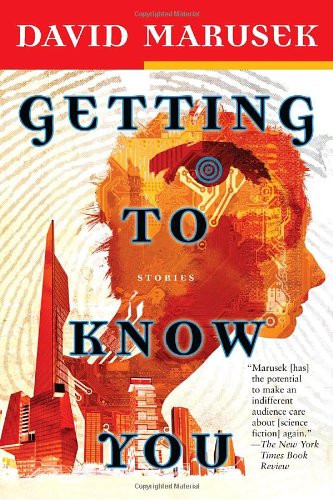 DAVID MARUSEK
GETTING
TO
STORIES
KNOW
YOU
"Marusek [has]
the potential
to make an
indifferent
audience care
about [science
fiction] again."
—The New York
Times Book
Review